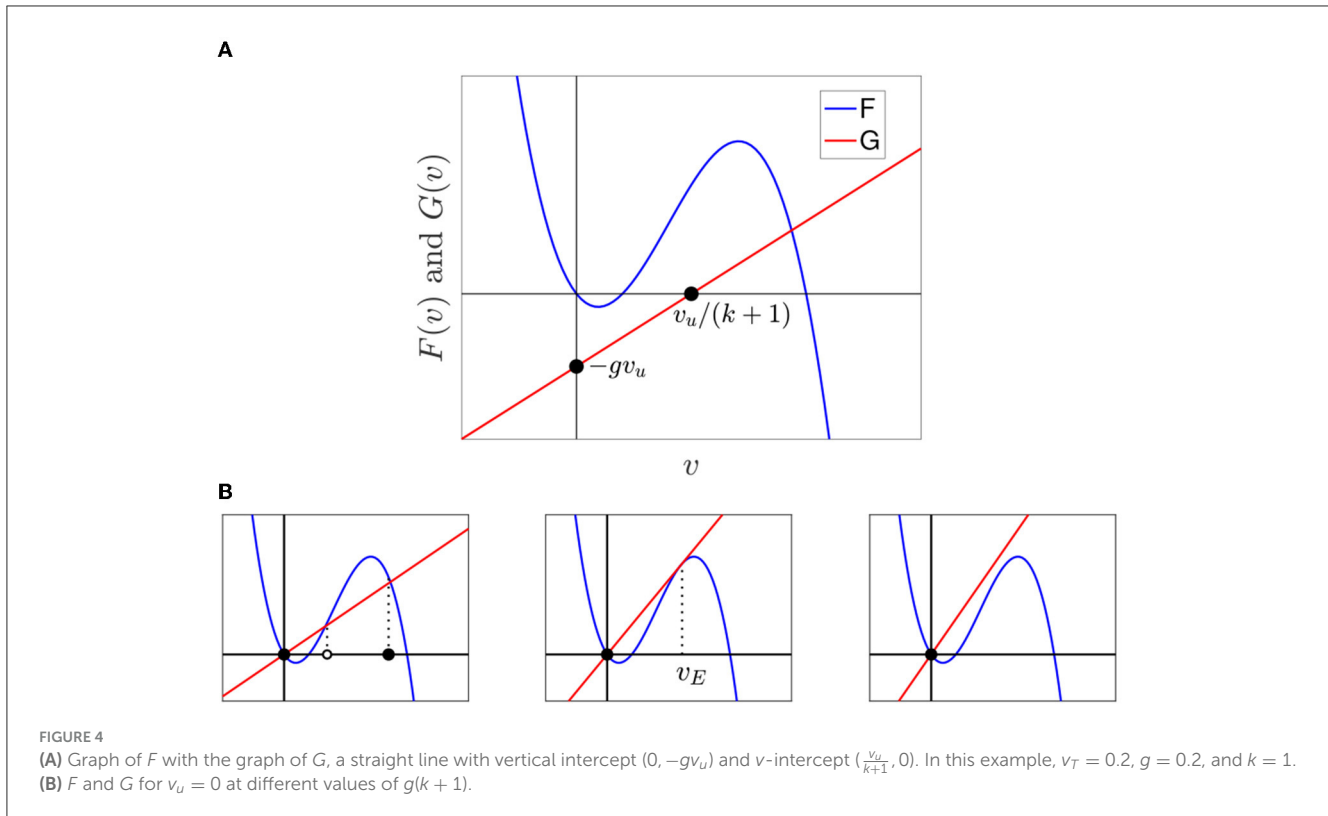 A
F
G
F(v) and G(v)
v_u/(k + 1)
−gv_u
v
B
v_E
FIGURE 4
(A) Graph of F with the graph of G, a straight line with vertical intercept (0, −gv_u) and v-intercept (v_u/(k+1), 0). In this example, v_T = 0.2, g = 0.2, and k = 1.
(B) F and G for v_u = 0 at different values of g(k + 1).